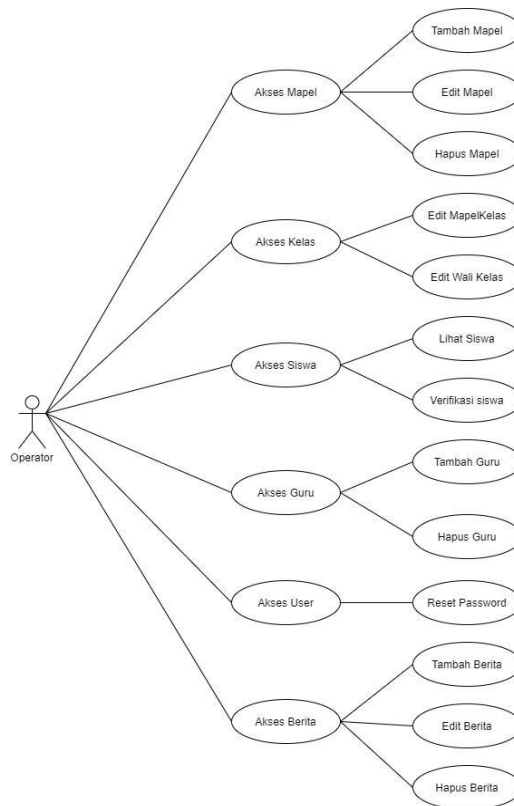 Tambah Mapel
Akses Mapel
Edit Mapel
Hapus Mapel
Edit MapelKelas
Akses Kelas
Edit Wali Kelas
Lihat Siswa
Akses Siswa
Verifikasi siswa
Operator
Tambah Guru
Akses Guru
Hapus Guru
Akses User
Reset Password
Tambah Berita
Akses Berita
Edit Berita
Hapus Berita